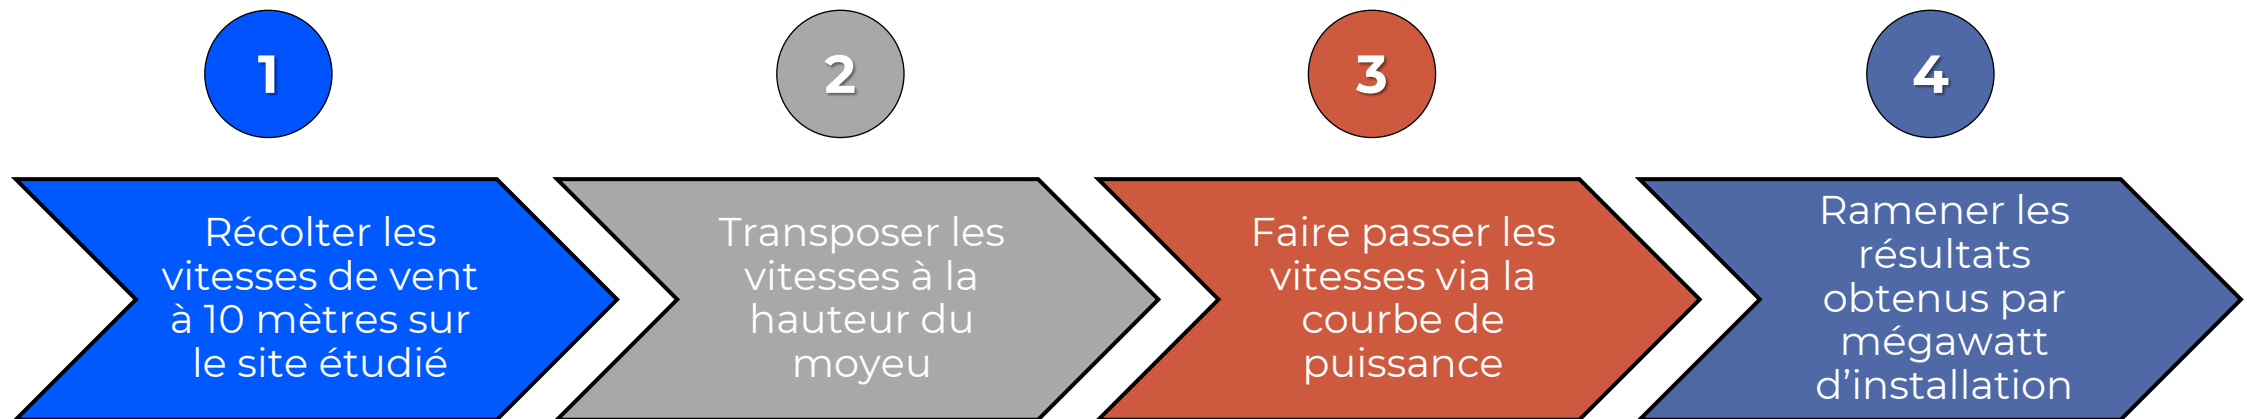 1
2
3
4
Récolter les
vitesses de vent
à 10 mètres sur
le site étudié
Transposer les
vitesses à la
hauteur du
moyeu
Faire passer les
vitesses via la
courbe de
puissance
Ramener les
résultats
obtenus par
mégawatt
d’installation